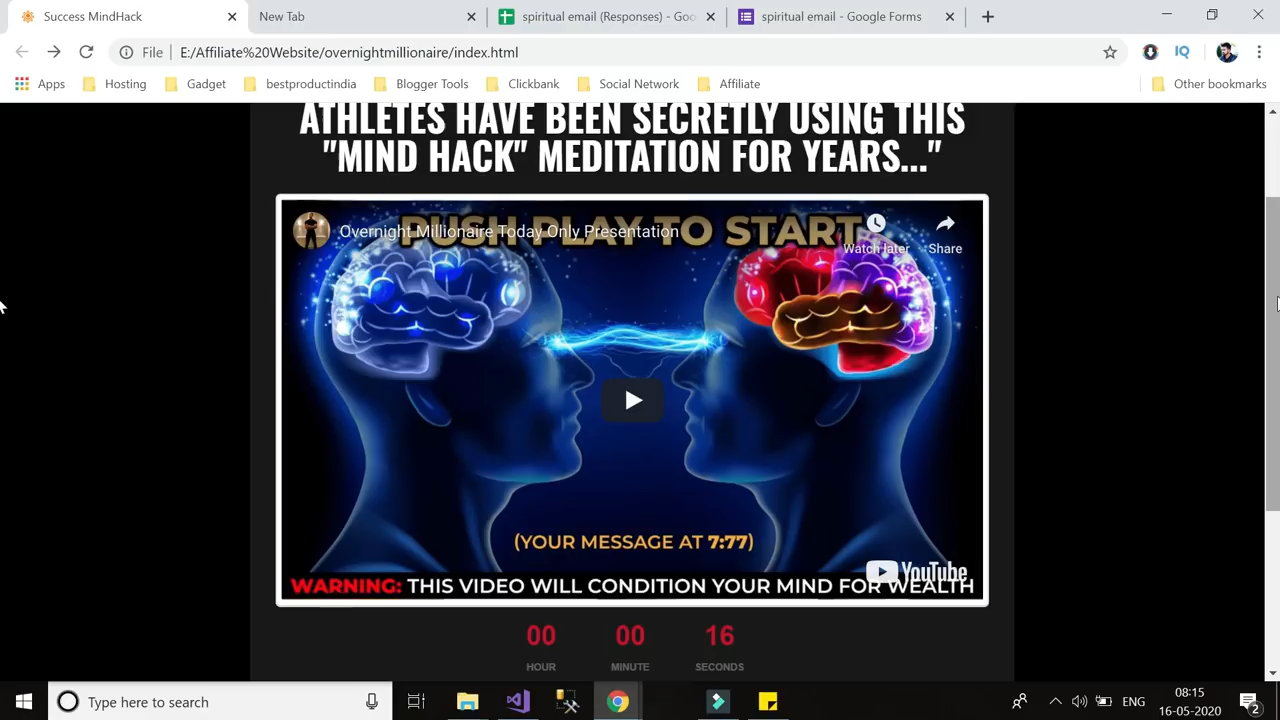 Success MindHack
New Tab
spiritual email (Responses) - Goo
spiritual email - Google Forms
File
E:/Affiliate%20Website/overnightmillionaire/index.html
IQ
Apps
Hosting
Gadget
bestproductindia
Blogger Tools
Clickbank
Social Network
Affiliate
Other bookmarks
ATHLETES HAVE BEEN SECRETLY USING THIS
"MIND HACK" MEDITATION FOR YEARS..."
PUSH PLAY TO START
Overnight Millionaire Today Only Presentation
Watch later
Share
(YOUR MESSAGE AT 7:77)
YouTube
WARNING: THIS VIDEO WILL CONDITION YOUR MIND FOR WEALTH
00 00 16
HOUR MINUTE SECONDS
Type here to search
ENG
08:15
16-05-2020
2